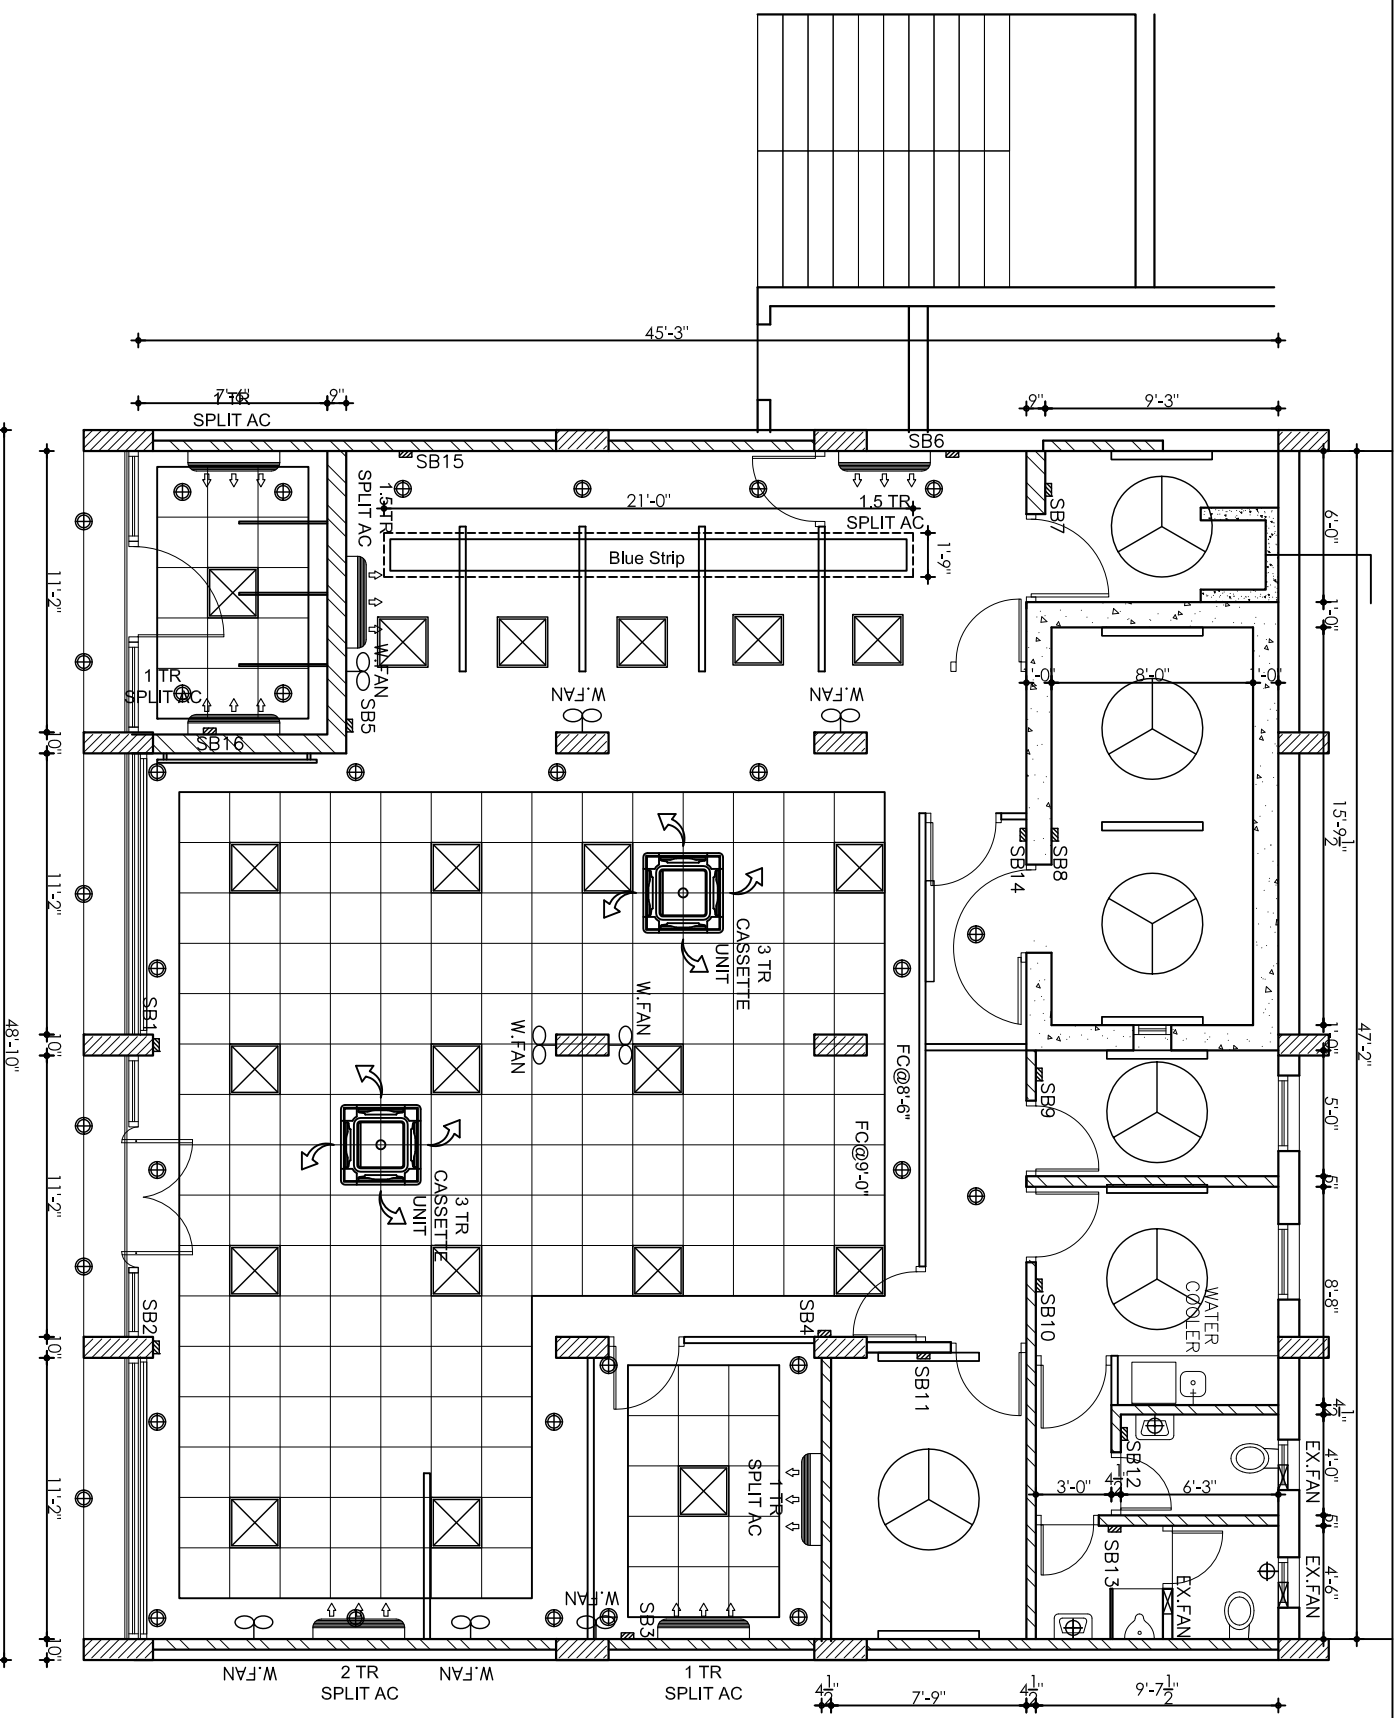 45'-3"
9"
9'-3"
7'-6"
9"
1 TR
SPLIT AC
SB6
SB15
SB7
6'-0"
21'-0"
1.5 TR
SPLIT AC
1.5 TR
SPLIT AC
Blue Strip
1'-9"
11'-2"
1'-0"
W.FAN
1 TR
SPLIT AC
W.FAN
W.FAN
1'-0"
8'-0"
1'-0"
SB5
SB16
10"
15'-9½"
SB14
SB8
11'-2"
3 TR
CASSETTE
UNIT
W.FAN
W.FAN
SB1
10"
48'-10"
47'-2"
1'-0"
FC@8'-6"
SB9
5'-0"
FC@9'-0"
5"
3 TR
CASSETTE
UNIT
11'-2"
WATER
COOLER
8'-8"
SB2
SB4
SB10
10"
SB11
4½"
SB12
EX.FAN
4'-0"
1 TR
SPLIT AC
3'-0"
4½"
6'-3"
11'-2"
5"
SB13
EX.FAN
EX.FAN
4'-6"
W.FAN
SB3
10"
W.FAN
2 TR
SPLIT AC
W.FAN
1 TR
SPLIT AC
4½"
7'-9"
4½"
9'-7½"